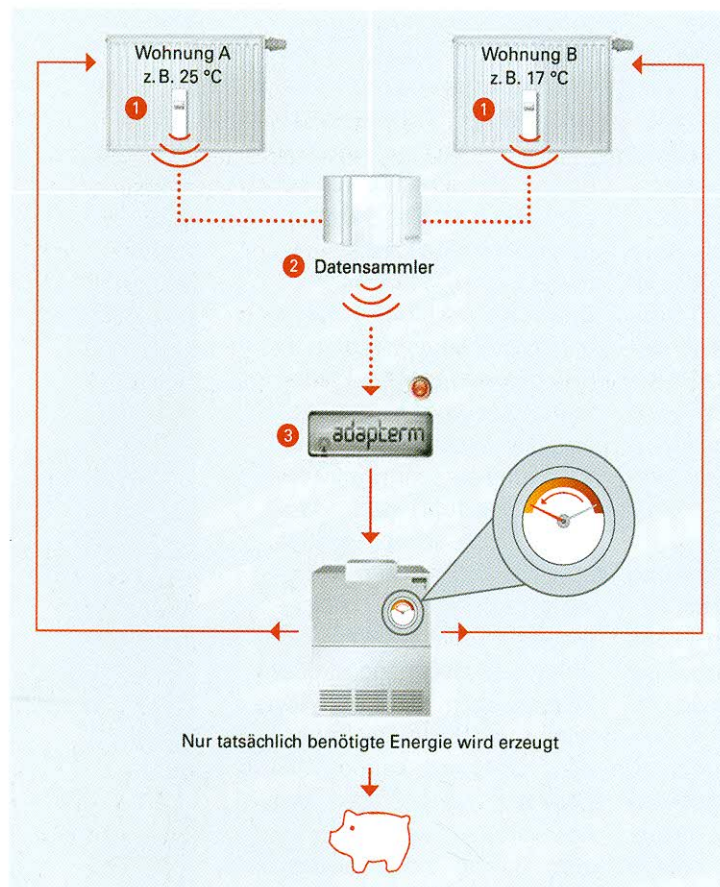 Wohnung A
z. B. 25 °C
1
Wohnung B
z. B. 17 °C
1
2 Datensammler
3 adapterm
Nur tatsächlich benötigte Energie wird erzeugt